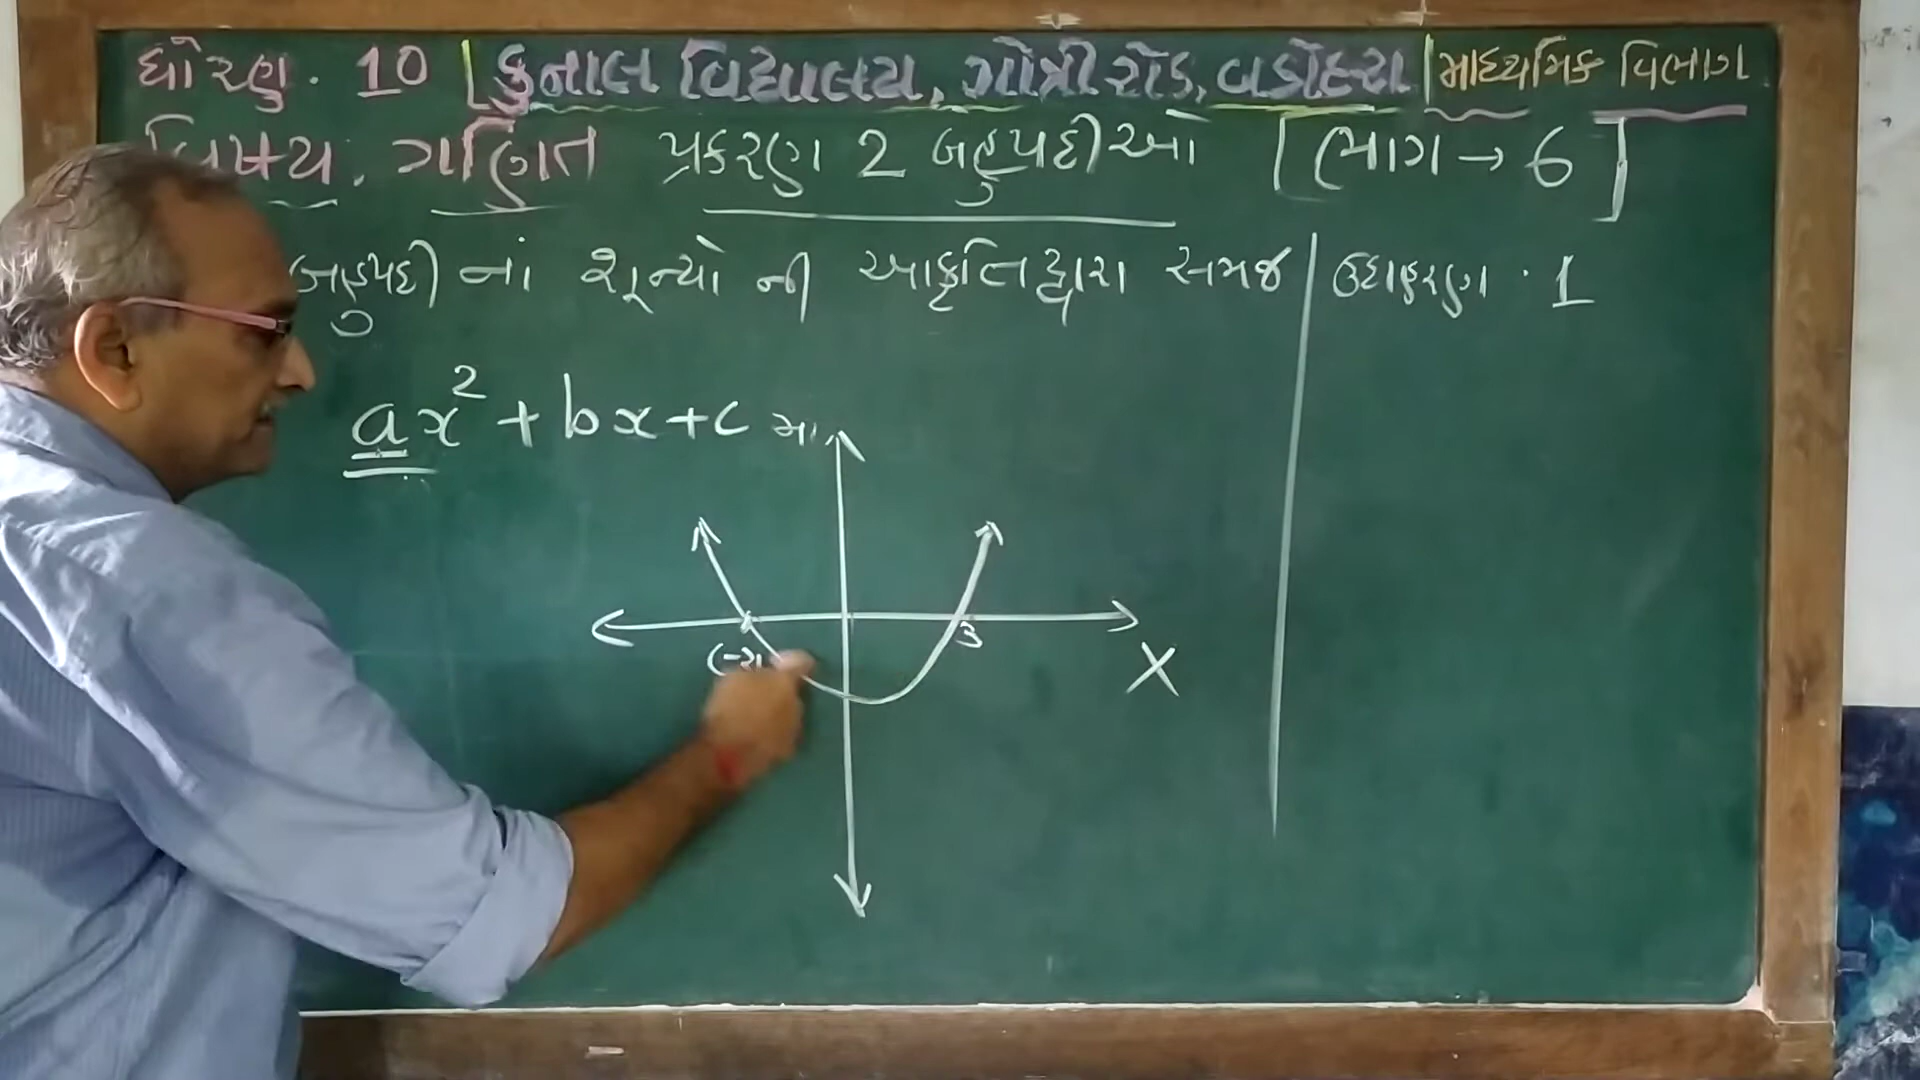 ધોરણ. 10 | કુનાલ વિદ્યાલય, ગોત્રી રોડ, વડોદરા | માધ્યમિક વિભાગ
વિષય. ગણિત પ્રકરણ 2 બહુપદીઓ [ભાગ → 6]
બહુપદી નાં શૂન્યો ની આકૃતિ દ્વારા સમજ | ઉદાહરણ. 1
ax² + bx + c માં
(-2) 3
X